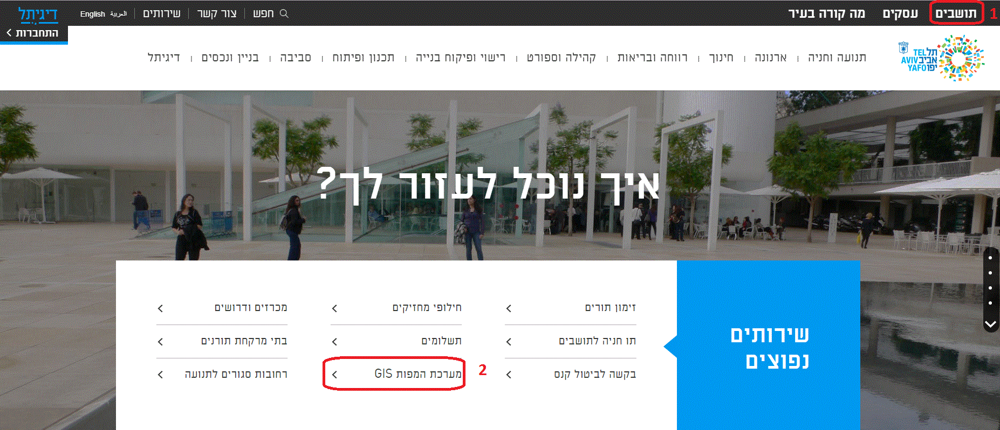 1 תושבים עסקים מה קורה בעיר
חפש צור קשר שירותים العربية English
דיגיתל
התחברות
תל אביב יפו
TEL AVIV YAFO
תנועה וחניה ארנונה חינוך רווחה ובריאות קהילה וספורט רישוי ופיקוח בנייה תכנון ופיתוח סביבה בניין ונכסים דיגיתל
איך נוכל לעזור לך?
שירותים
נפוצים
זימון תורים
תו חניה לתושבים
בקשה לביטול קנס
חילופי מחזיקים
תשלומים
2 מערכת המפות GIS
מכרזים ודרושים
בתי מרקחת תורנים
רחובות סגורים לתנועה